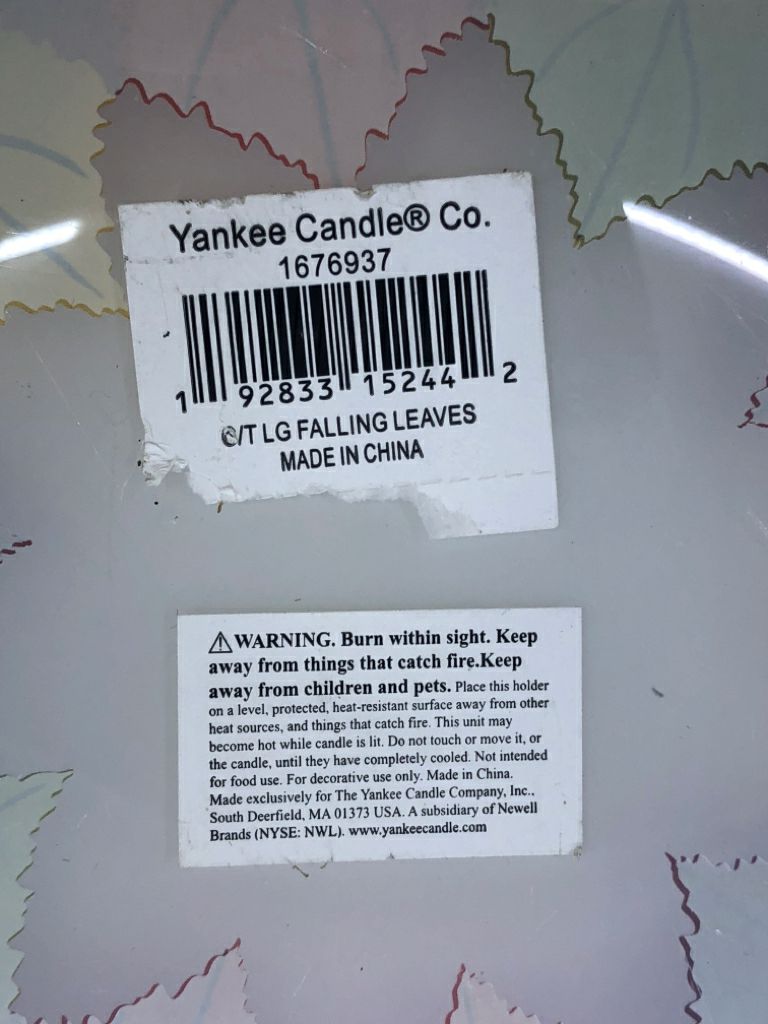 Yankee Candle® Co.
1676937
1 92833 15244 2
C/T LG FALLING LEAVES
MADE IN CHINA
⚠WARNING. Burn within sight. Keep
away from things that catch fire.Keep
away from children and pets. Place this holder
on a level, protected, heat-resistant surface away from other
heat sources, and things that catch fire. This unit may
become hot while candle is lit. Do not touch or move it, or
the candle, until they have completely cooled. Not intended
for food use. For decorative use only. Made in China.
Made exclusively for The Yankee Candle Company, Inc..
South Deerfield, MA 01373 USA. A subsidiary of Newell
Brands (NYSE: NWL). www.yankeecandle.com